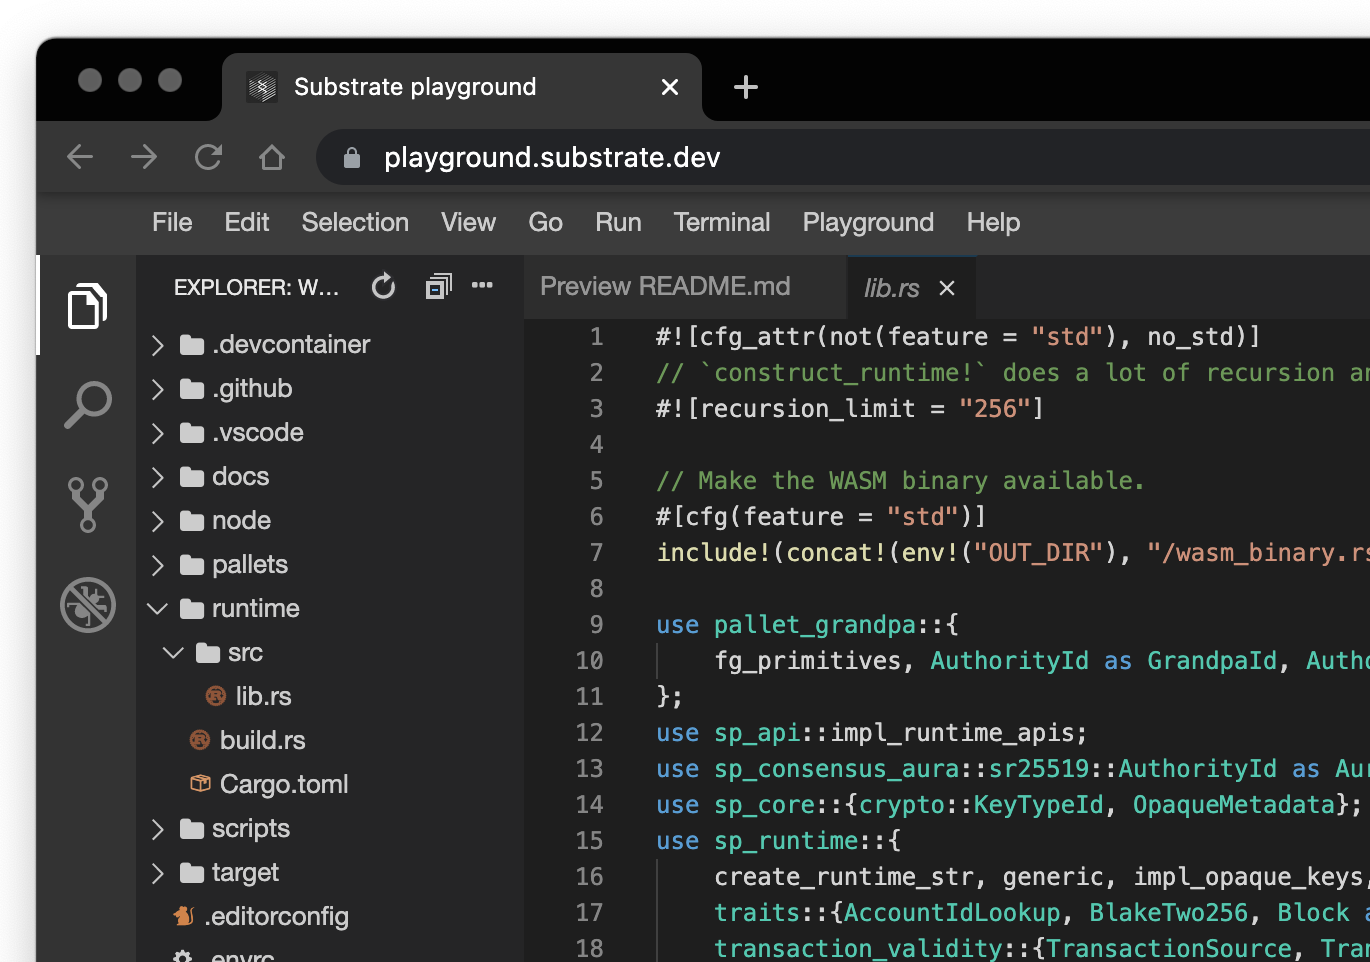 Substrate playground
playground.substrate.dev
File Edit Selection View Go Run Terminal Playground Help
EXPLORER: W...
.devcontainer
.github
.vscode
docs
node
pallets
runtime
src
lib.rs
build.rs
Cargo.toml
scripts
target
.editorconfig
Preview README.md
lib.rs
1 #![cfg_attr(not(feature = "std"), no_std)]
2 // `construct_runtime!` does a lot of recursion
3 #![recursion_limit = "256"]
4
5 // Make the WASM binary available.
6 #[cfg(feature = "std")]
7 include!(concat!(env!("OUT_DIR"), "/wasm_binary.rs
8
9 use pallet_grandpa::{
10 fg_primitives, AuthorityId as GrandpaId, Autho
11 };
12 use sp_api::impl_runtime_apis;
13 use sp_consensus_aura::sr25519::AuthorityId as Aur
14 use sp_core::{crypto::KeyTypeId, OpaqueMetadata};
15 use sp_runtime::{
16 create_runtime_str, generic, impl_opaque_keys,
17 traits::{AccountIdLookup, BlakeTwo256, Block a
18 transaction_validity::{TransactionSource, Tran